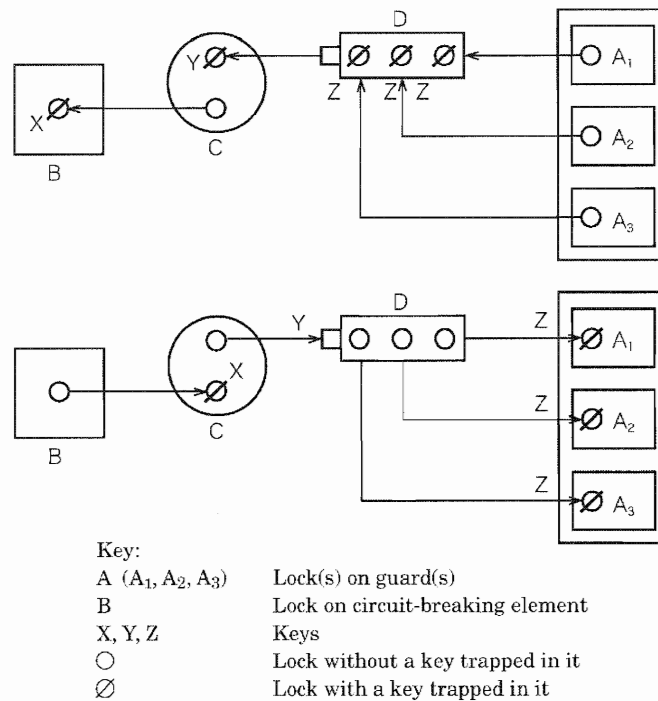 D
Y
A₁
Z Z Z
X
C
A₂
B
A₃
D
Y
Z
A₁
X
C
Z
A₂
B
Z
A₃
Key:
A (A₁, A₂, A₃) Lock(s) on guard(s)
B Lock on circuit-breaking element
X, Y, Z Keys
○ Lock without a key trapped in it
∅ Lock with a key trapped in it